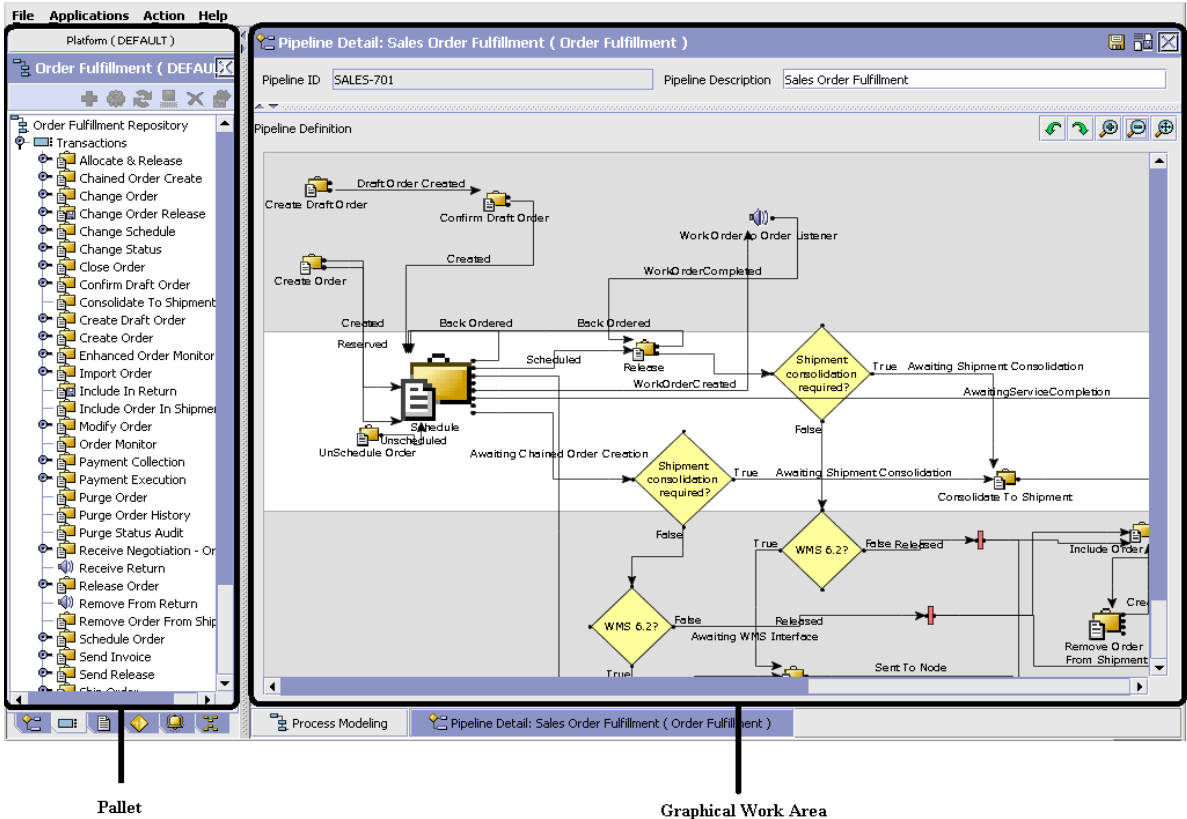 File Applications Action Help
Platform ( DEFAULT )
Order Fulfillment ( DEFAU
Order Fulfillment Repository
Transactions
Allocate & Release
Chained Order Create
Change Order
Change Order Release
Change Schedule
Change Status
Close Order
Confirm Draft Order
Consolidate To Shipment
Create Draft Order
Create Order
Enhanced Order Monitor
Import Order
Include In Return
Include Order In Shipmer
Modify Order
Order Monitor
Payment Collection
Payment Execution
Purge Order
Purge Order History
Purge Status Audit
Receive Negotiation - Or
Receive Return
Release Order
Remove From Return
Remove Order From Ship
Schedule Order
Send Invoice
Send Release
Ship Order
Pipeline Detail: Sales Order Fulfillment ( Order Fulfillment )
Pipeline ID SALES-701 Pipeline Description Sales Order Fulfillment
Pipeline Definition
Draft Order Created
Create Draft Order
Confirm Draft Order
Work Order to Order Listener
Created
WorkOrderCompleted
Create Order
Created Back Ordered Back Ordered
Reserved
Scheduled
Release
Shipment
consolidation
required?
True Awaiting Shipment Consolidation
WorkOrderCreated
AwaitingServiceCompletion
Schedule
False
Unscheduled
UnSchedule Order
Awaiting Chained Order Creation
Shipment
consolidation
required?
True Awaiting Shipment Consolidation
Consolidate To Shipment
False
True WMS 6.2? False Released
Include Order
Crea
WMS 6.2? False Released
Awaiting WMS Interface
Remove Order
From Shipment
True
Sent To Node
Process Modeling
Pipeline Detail: Sales Order Fulfillment ( Order Fulfillment )
Pallet
Graphical Work Area